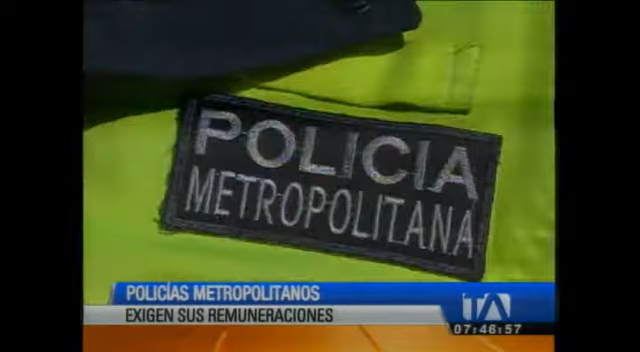 POLICIA
METROPOLITANA
POLICÍAS METROPOLITANOS
EXIGEN SUS REMUNERACIONES
TA
07:46:57